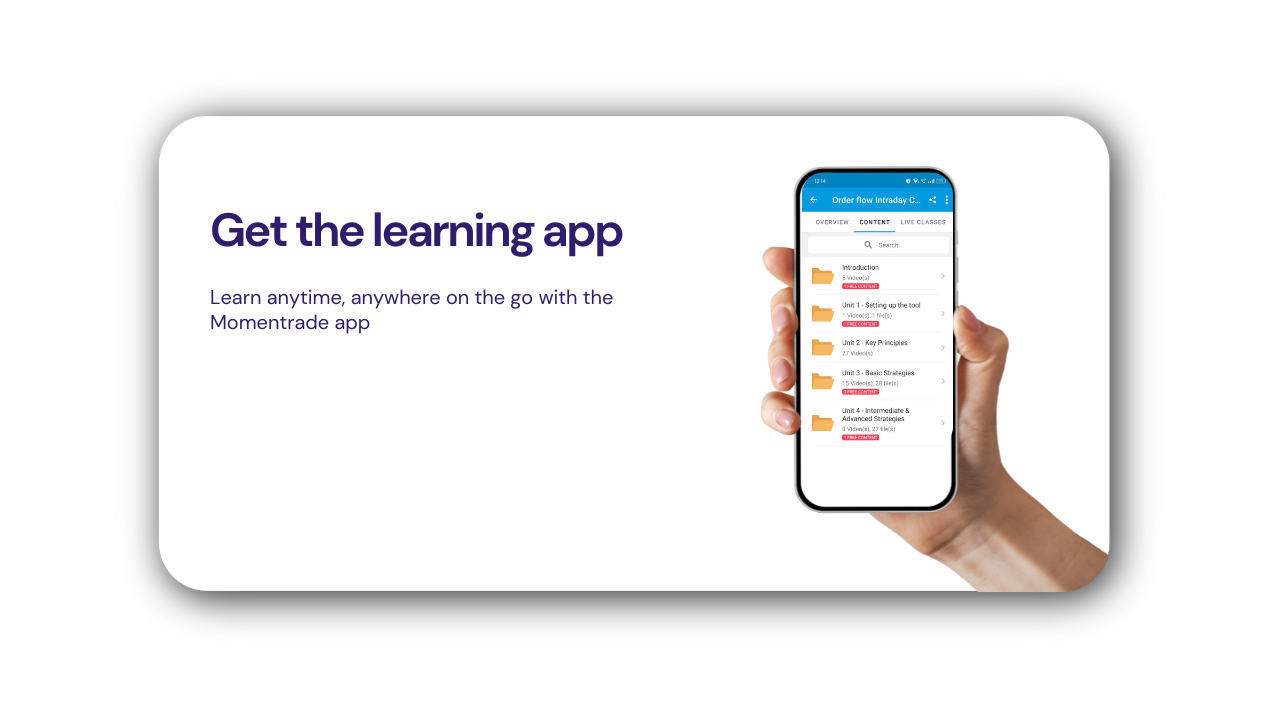 Get the learning app
Learn anytime, anywhere on the go with the
Momentrade app
12:14
Order flow Intraday C...
OVERVIEW CONTENT LIVE CLASSES
Search
Introduction
5 Video(s)
1 FREE CONTENT
Unit 1 - Setting up the tool
1 Video(s), 1 file(s)
1 FREE CONTENT
Unit 2 - Key Principles
27 Video(s)
Unit 3 - Basic Strategies
15 Video(s), 28 file(s)
3 FREE CONTENT
Unit 4 - Intermediate &
Advanced Strategies
8 Video(s), 27 file(s)
1 FREE CONTENT